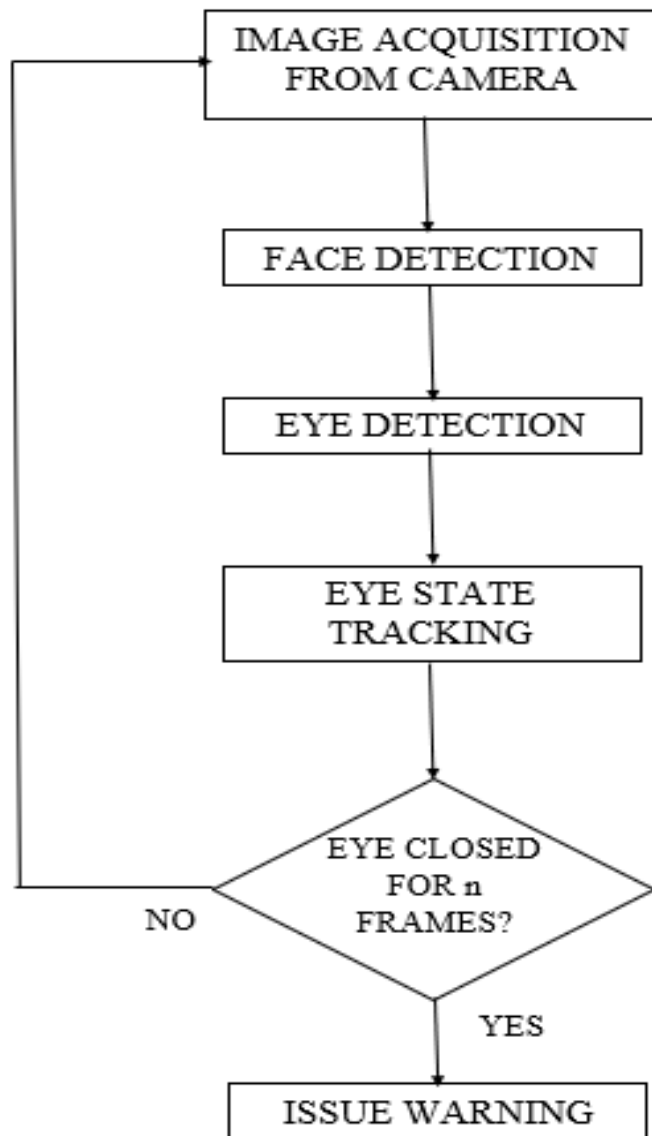 IMAGE ACQUISITION
FROM CAMERA
FACE DETECTION
EYE DETECTION
EYE STATE
TRACKING
EYE CLOSED
FOR n
FRAMES?
NO
YES
ISSUE WARNING